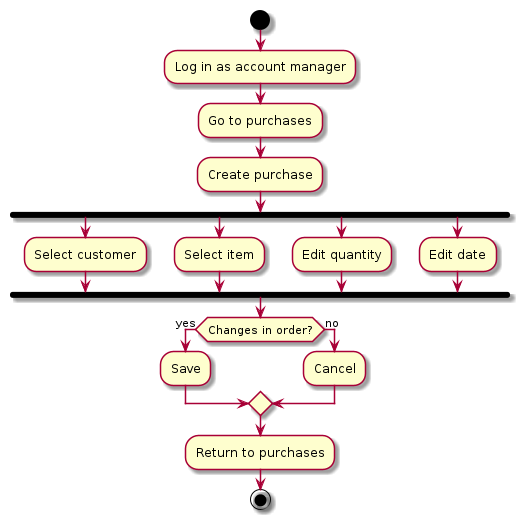 Log in as account manager
Go to purchases
Create purchase
Select customer
Select item
Edit quantity
Edit date
yes
Changes in order?
no
Save
Cancel
Return to purchases